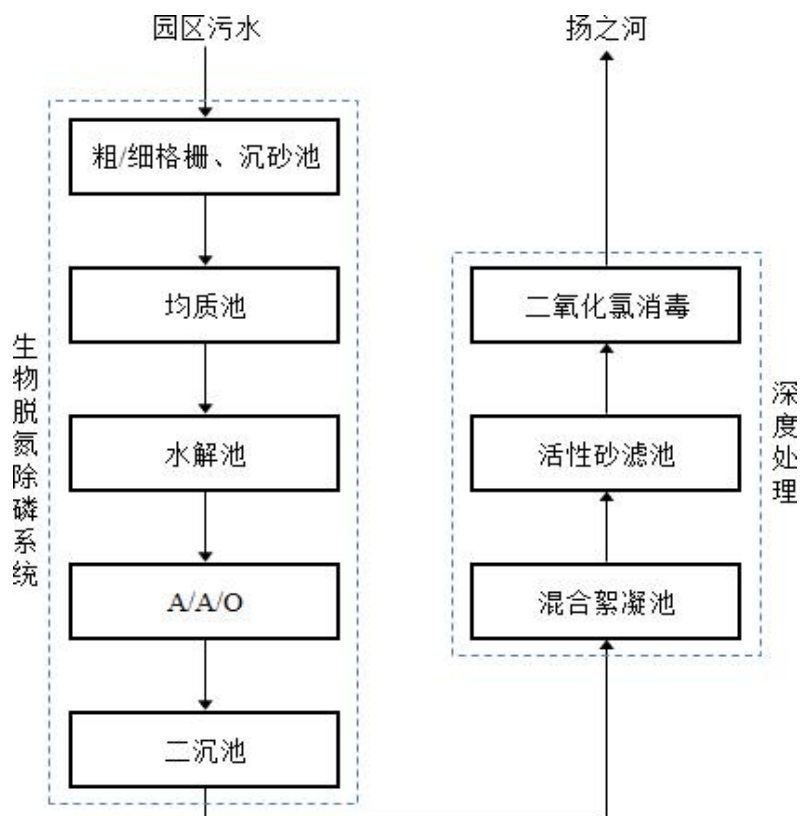 园区污水
粗/细格栅、沉砂池
均质池
水解池
A/A/O
二沉池
生物脱氮除磷系统
扬之河
二氧化氯消毒
活性砂滤池
混合絮凝池
深度处理